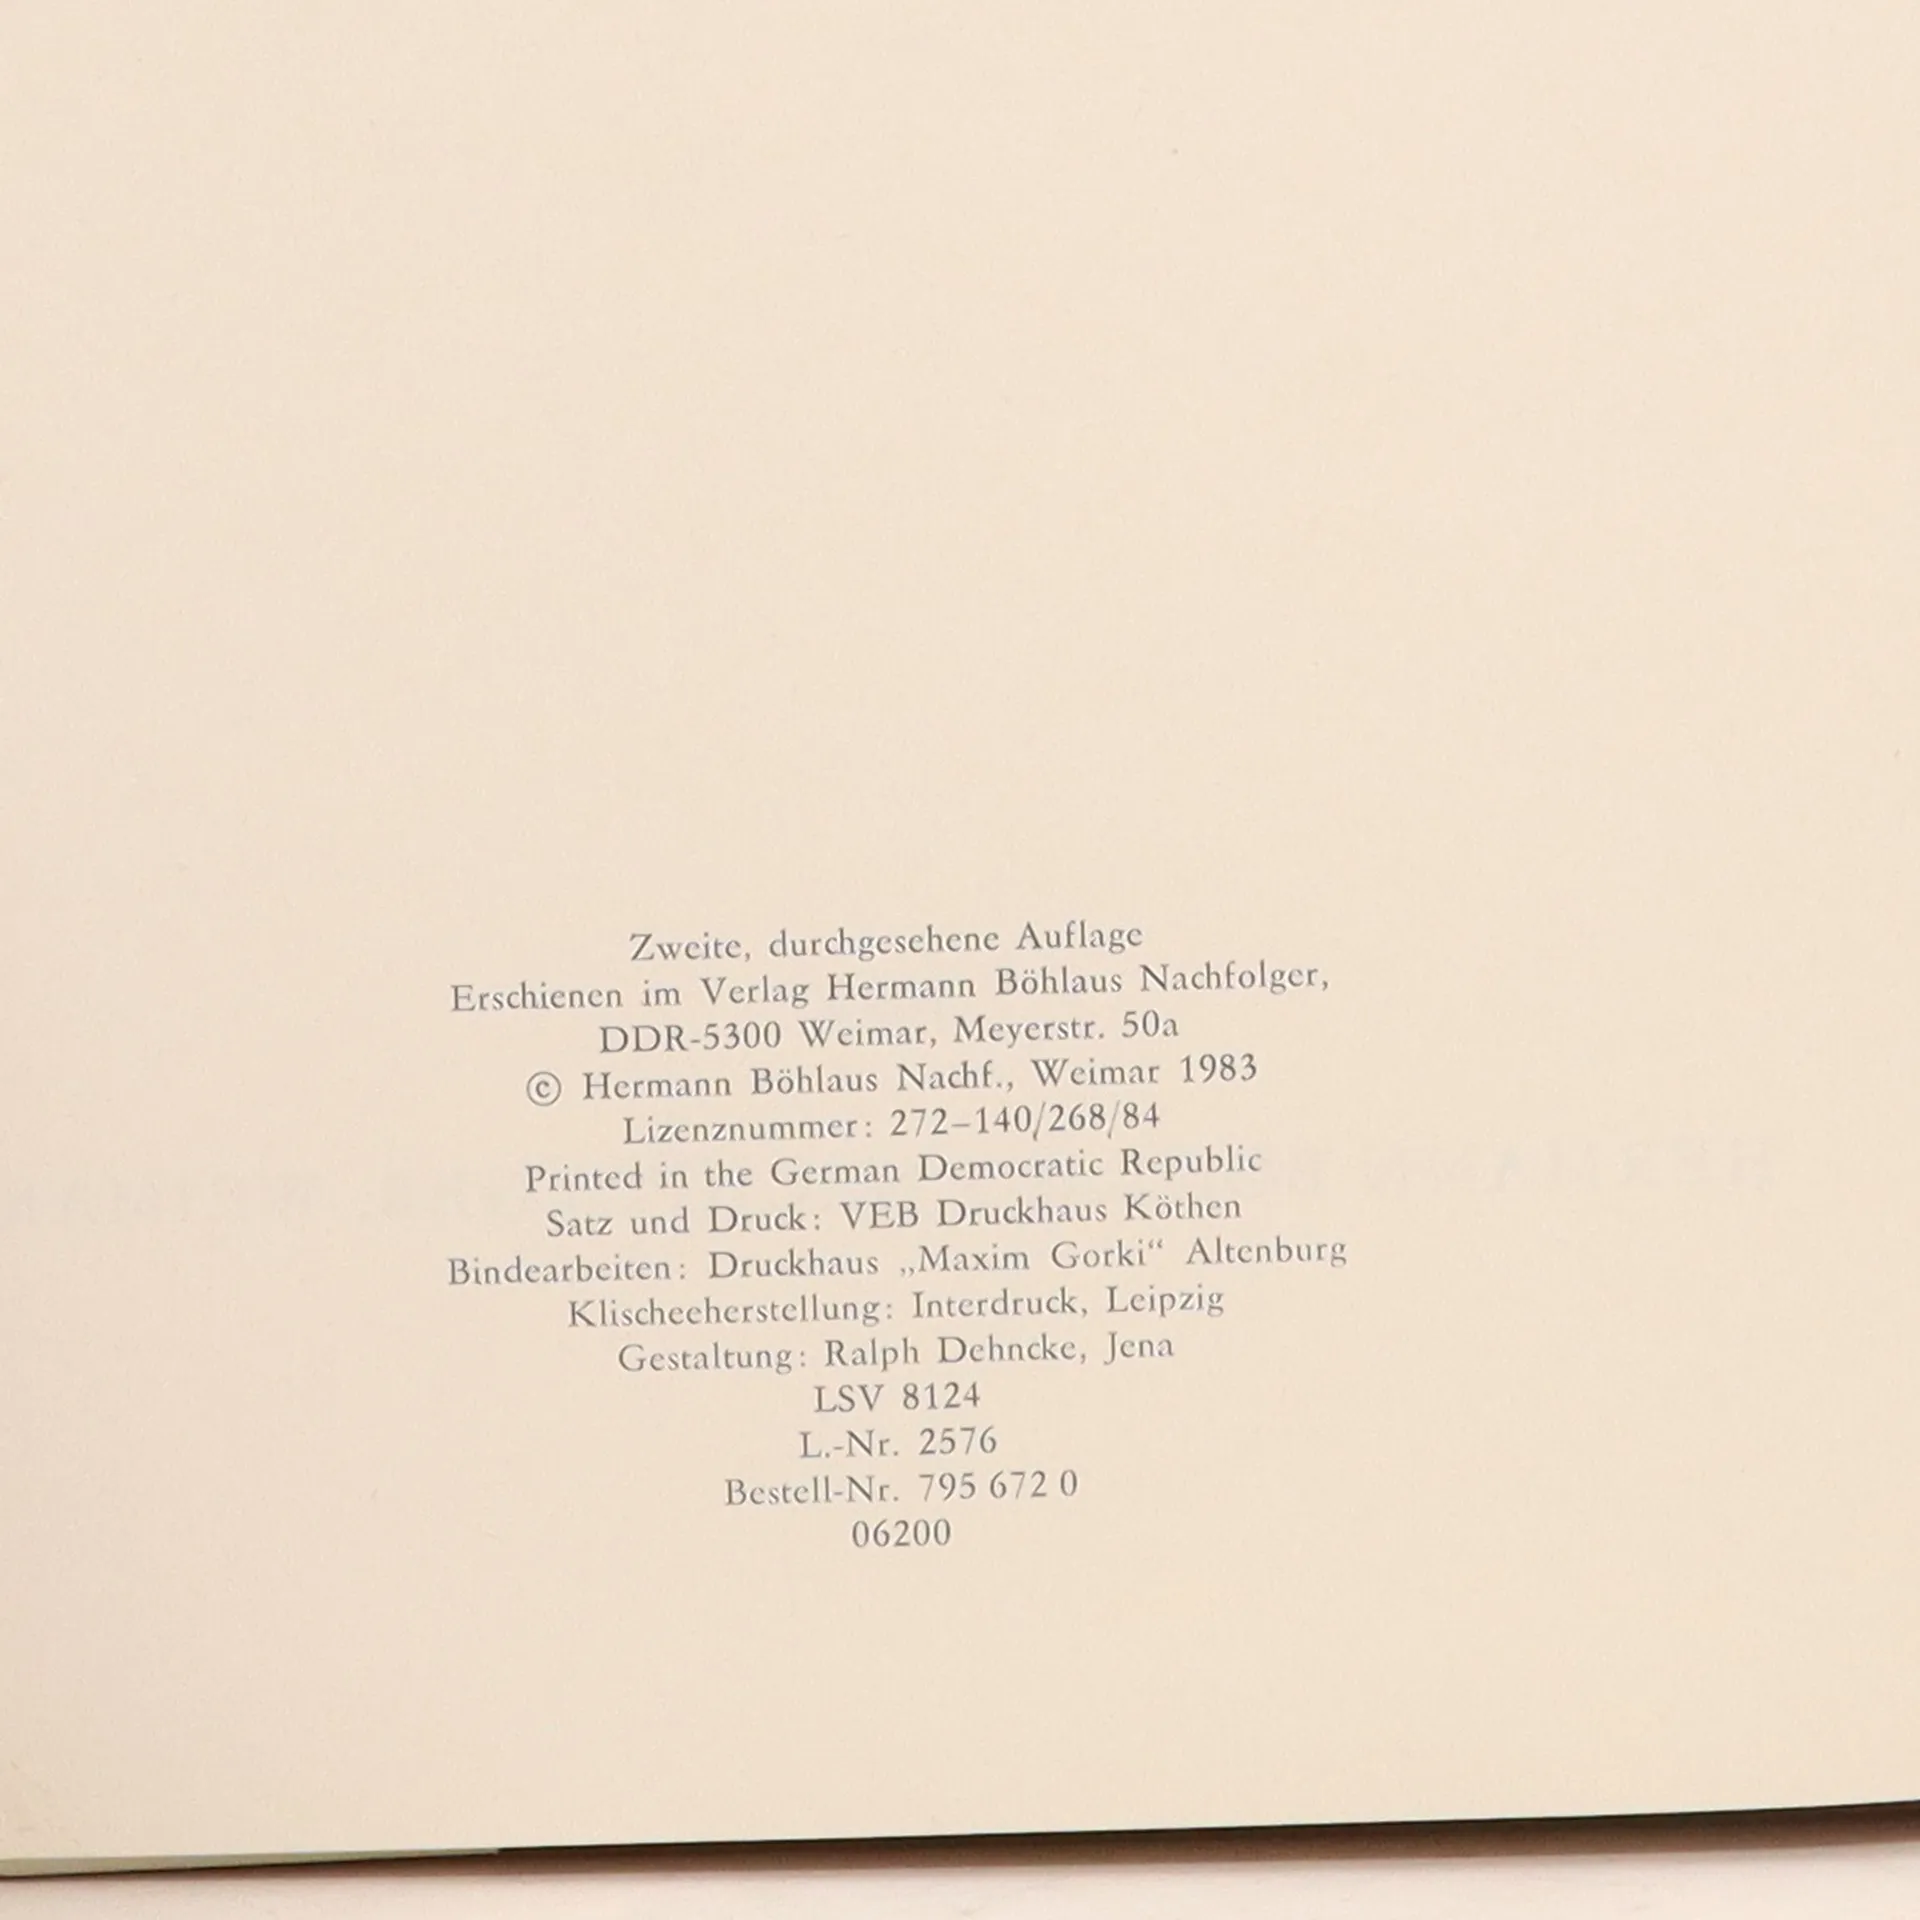 Zweite, durchgesehene Auflage
Erschienen im Verlag Hermann Böhlaus Nachfolger,
DDR-5300 Weimar, Meyerstr. 50a
© Hermann Böhlaus Nachf., Weimar 1983
Lizenznummer: 272–140/268/84
Printed in the German Democratic Republic
Satz und Druck: VEB Druckhaus Köthen
Bindearbeiten: Druckhaus „Maxim Gorki“ Altenburg
Klischeeherstellung: Interdruck, Leipzig
Gestaltung: Ralph Dehncke, Jena
LSV 8124
L.-Nr. 2576
Bestell-Nr. 795 672 0
06200